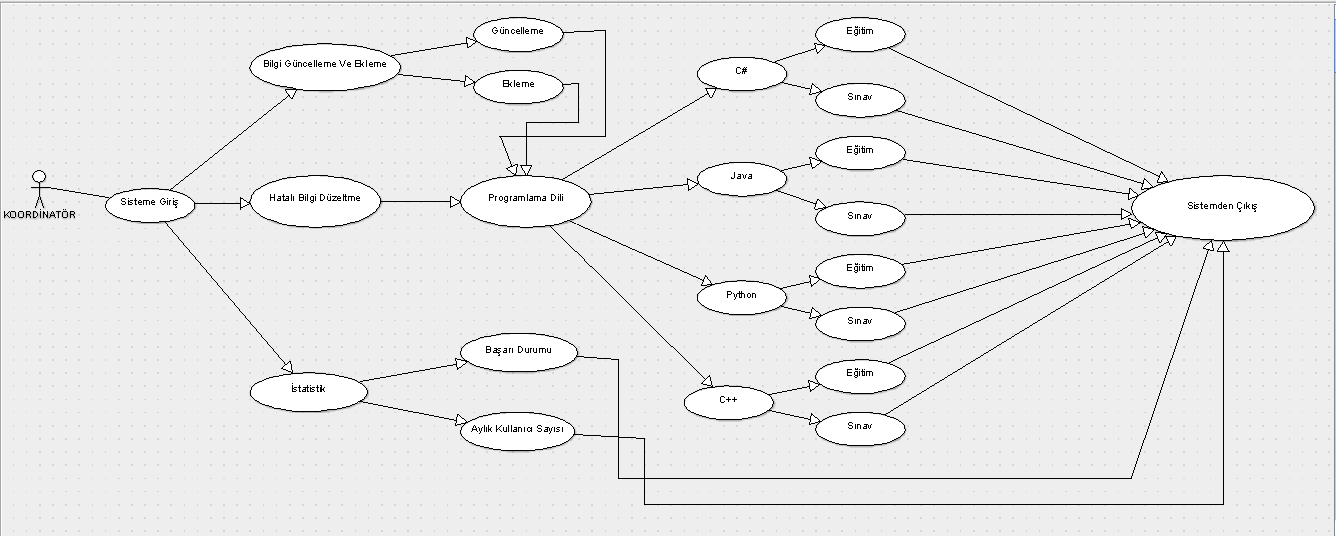 KOORDİNATÖR
Sisteme Giriş
Bilgi Güncelleme Ve Ekleme
Güncelleme
Ekleme
Hatalı Bilgi Düzeltme
Programlama Dili
İstatistik
Başarı Durumu
Aylık Kullanıcı Sayısı
C#
Eğitim
Sınav
Java
Eğitim
Sınav
Python
Eğitim
Sınav
C++
Eğitim
Sınav
Sistemden Çıkış